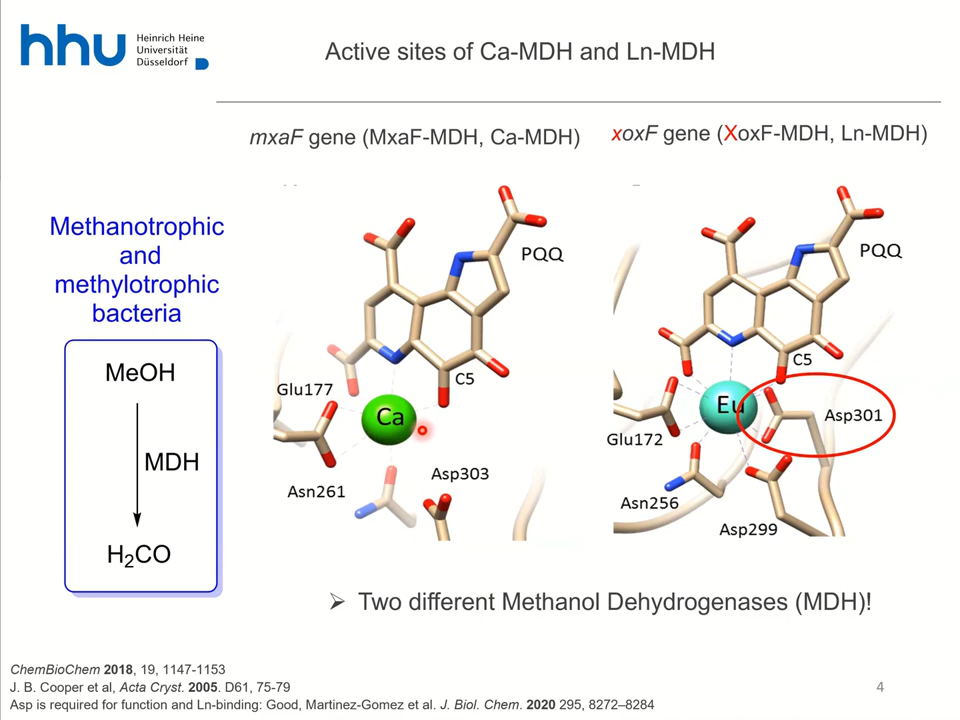 hhu
Heinrich Heine
Universität
Düsseldorf
Active sites of Ca-MDH and Ln-MDH
mxaF gene (MxaF-MDH, Ca-MDH)
xoxF gene (XoxF-MDH, Ln-MDH)
Methanotrophic
and
methylotrophic
bacteria
MeOH
MDH
H2CO
PQQ
C5
Glu177
Ca
Asn261
Asp303
PQQ
C5
Eu
Asp301
Glu172
Asn256
Asp299
➢ Two different Methanol Dehydrogenases (MDH)!
ChemBioChem 2018, 19, 1147-1153
J. B. Cooper et al, Acta Cryst. 2005. D61, 75-79
Asp is required for function and Ln-binding: Good, Martinez-Gomez et al. J. Biol. Chem. 2020 295, 8272–8284
4